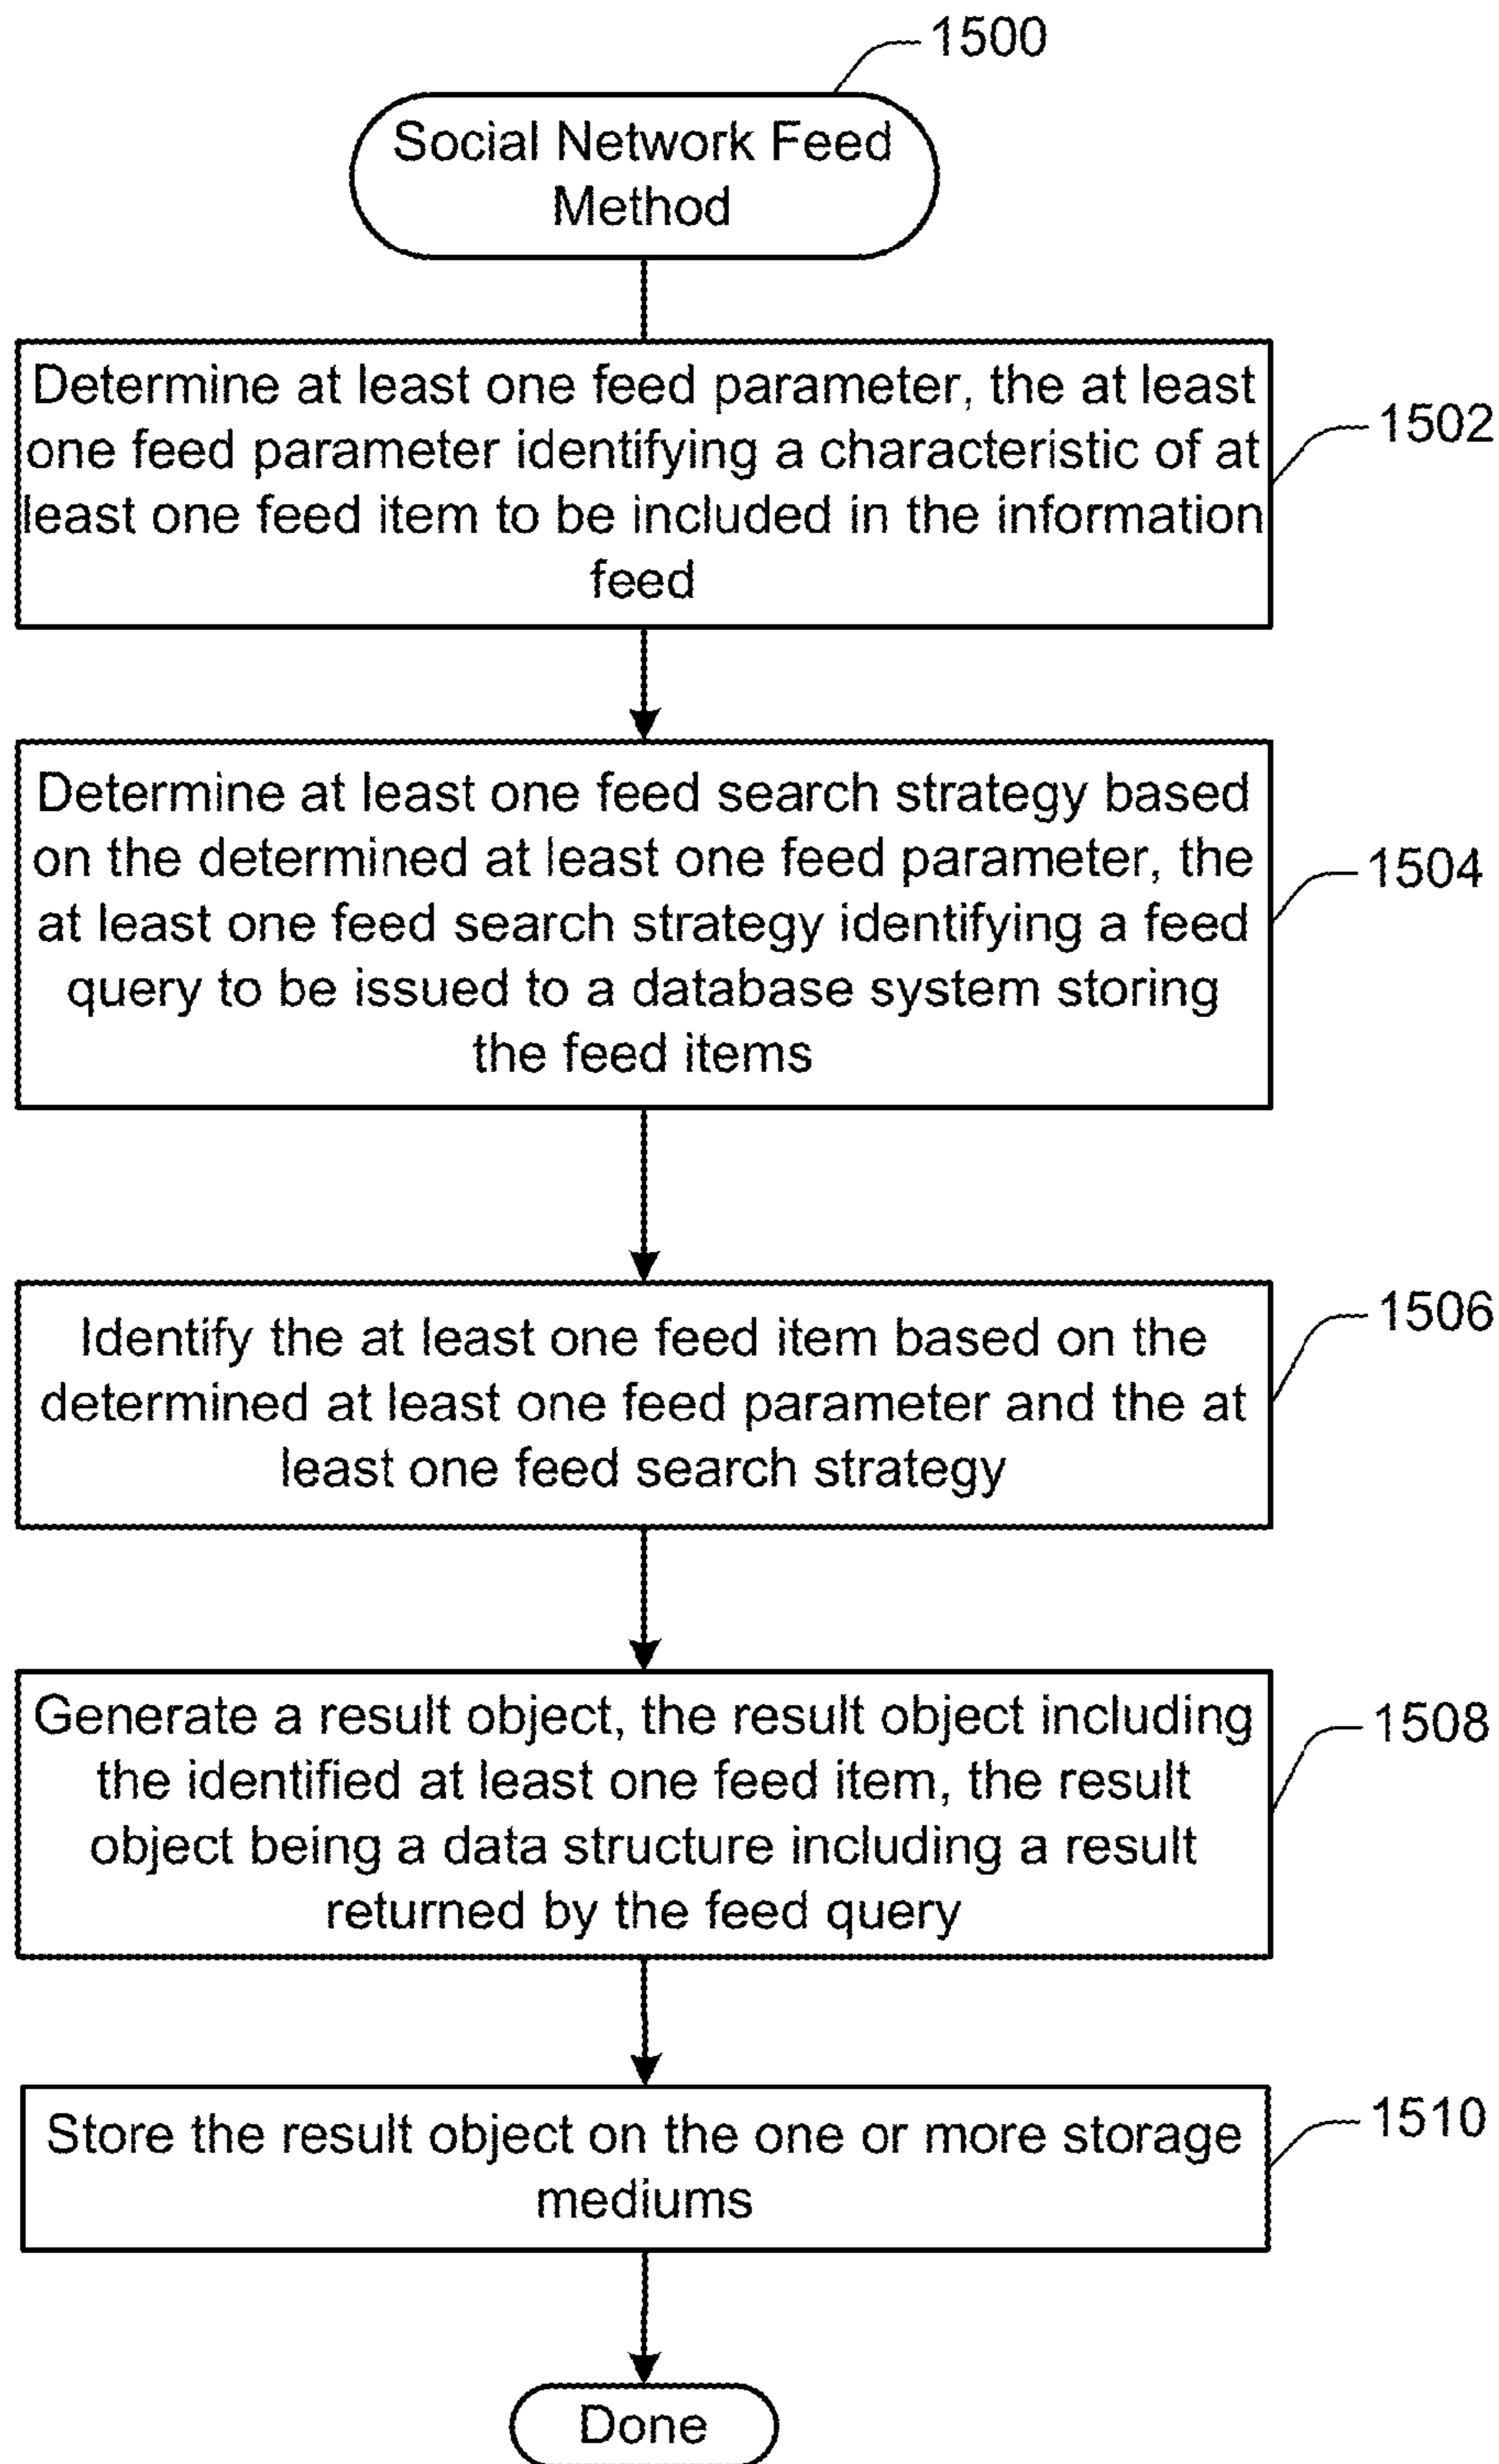 1500
Social Network Feed
Method
Determine at least one feed parameter, the at least
one feed parameter identifying a characteristic of at
least one feed item to be included in the information
feed
1502
Determine at least one feed search strategy based
on the determined at least one feed parameter, the
at least one feed search strategy identifying a feed
query to be issued to a database system storing
the feed items
1504
Identify the at least one feed item based on the
determined at least one feed parameter and the at
least one feed search strategy
1506
Generate a result object, the result object including
the identified at least one feed item, the result
object being a data structure including a result
returned by the feed query
1508
Store the result object on the one or more storage
mediums
1510
Done